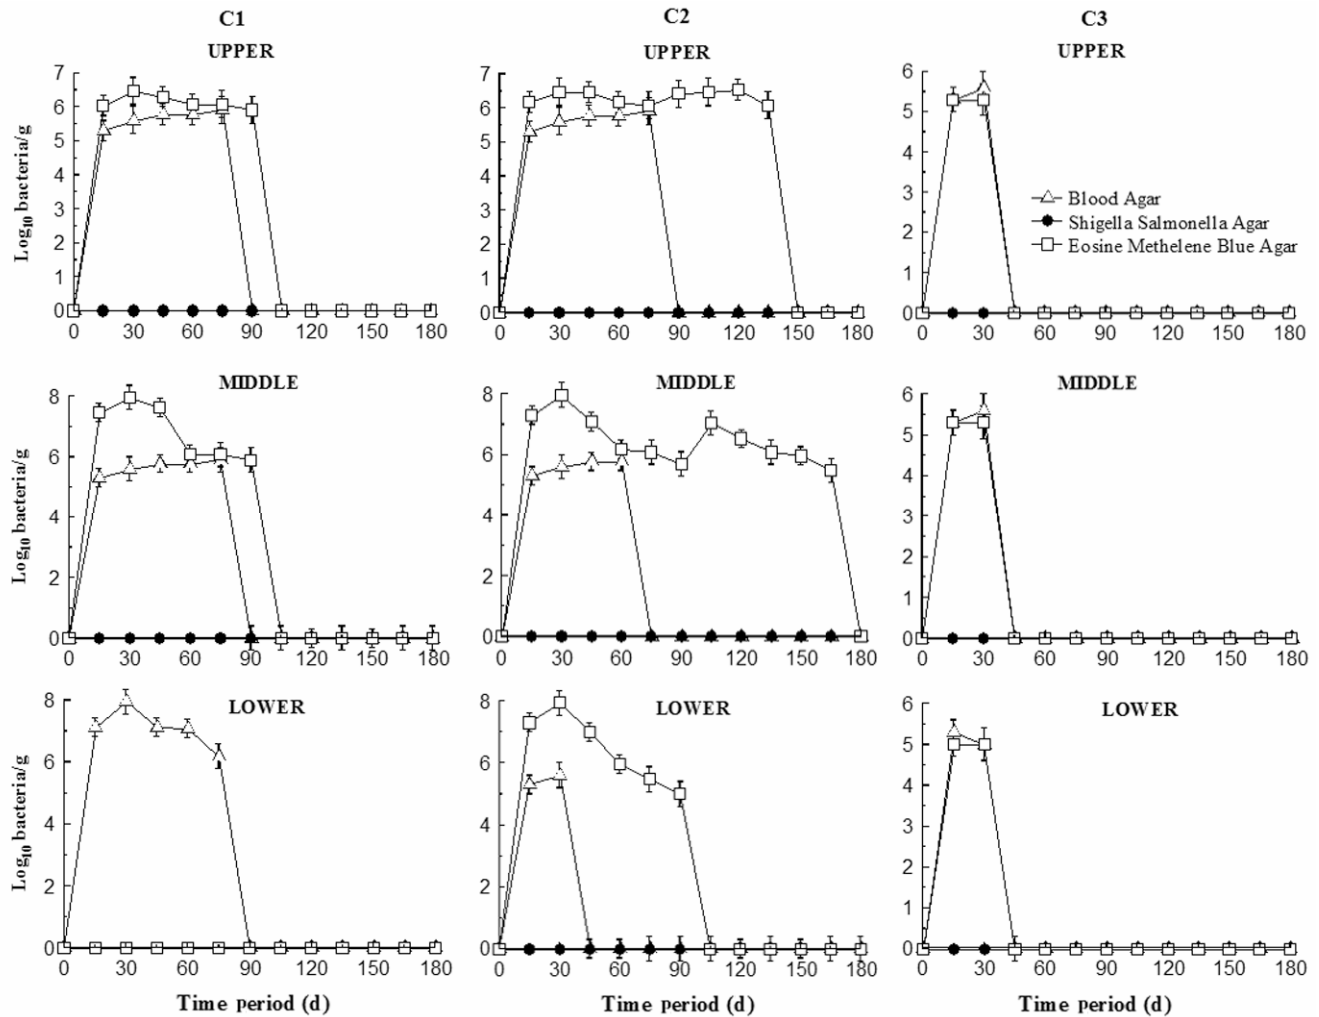 C1 C2 C3
UPPER UPPER UPPER
7 6 5 4 3 2 1 0
Log10 bacteria/g
0 30 60 90 120 150 180
7 6 5 4 3 2 1 0
0 30 60 90 120 150 180
6 5 4 3 2 1 0
Blood Agar
Shigella Salmonella Agar
Eosine Methelene Blue Agar
0 30 60 90 120 150 180
MIDDLE MIDDLE MIDDLE
8 6 4 2 0
Log10 bacteria/g
0 30 60 90 120 150 180
8 6 4 2 0
0 30 60 90 120 150 180
6 5 4 3 2 1 0
0 30 60 90 120 150 180
LOWER LOWER LOWER
8 6 4 2 0
Log10 bacteria/g
0 30 60 90 120 150 180
8 6 4 2 0
0 30 60 90 120 150 180
6 5 4 3 2 1 0
0 30 60 90 120 150 180
Time period (d) Time period (d) Time period (d)